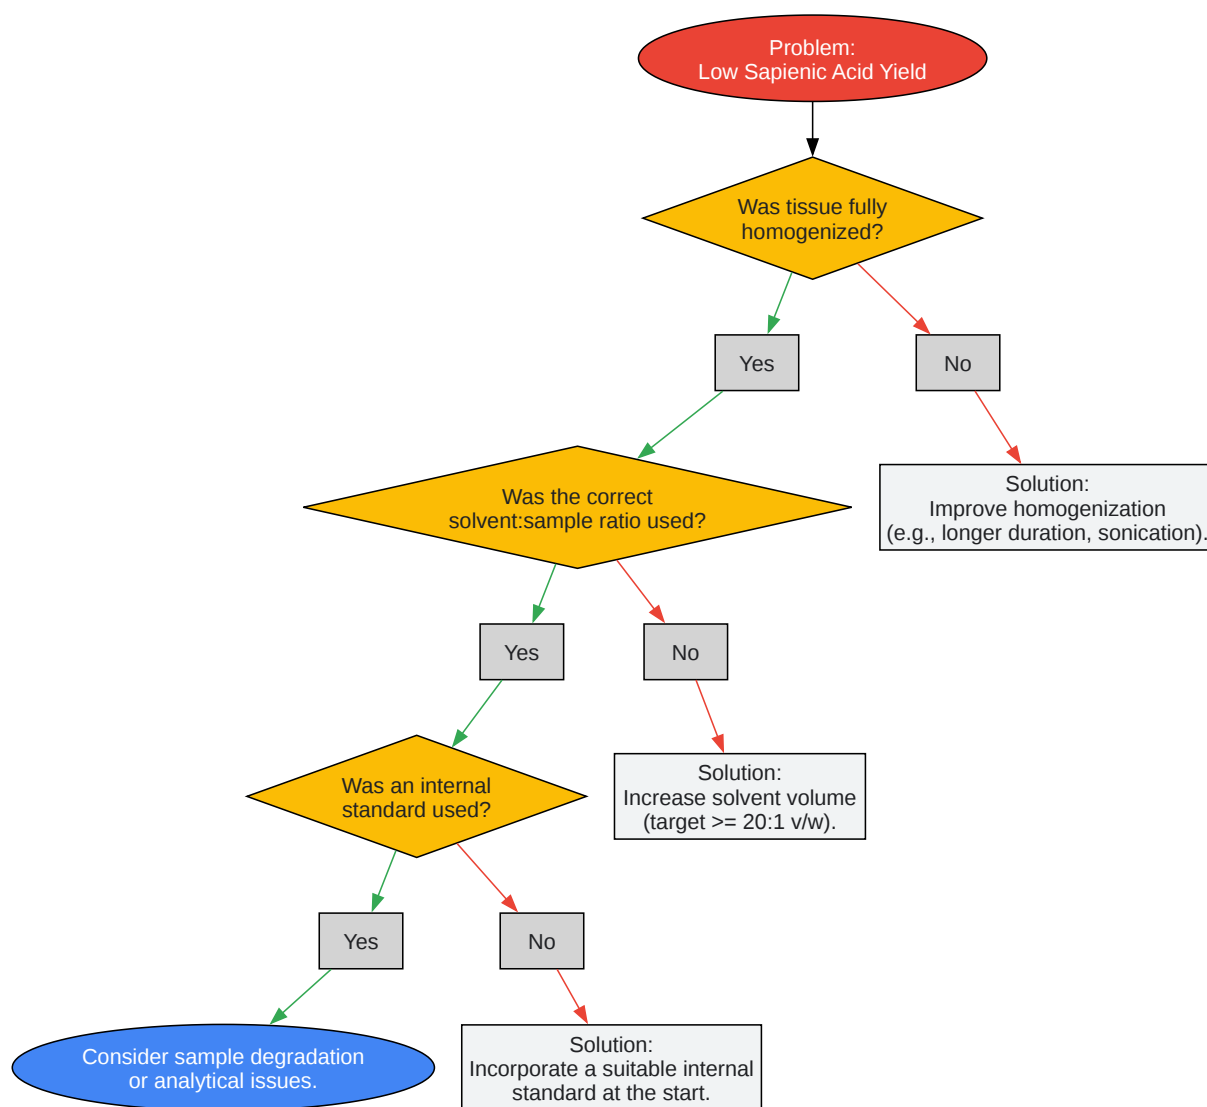 Problem:
Low Sapienic Acid Yield
Was tissue fully
homogenized?
Yes
No
Solution:
Improve homogenization
(e.g., longer duration, sonication).
Was the correct
solvent:sample ratio used?
Yes
No
Solution:
Increase solvent volume
(target >= 20:1 v/w).
Was an internal
standard used?
Yes
No
Consider sample degradation
or analytical issues.
Solution:
Incorporate a suitable internal
standard at the start.